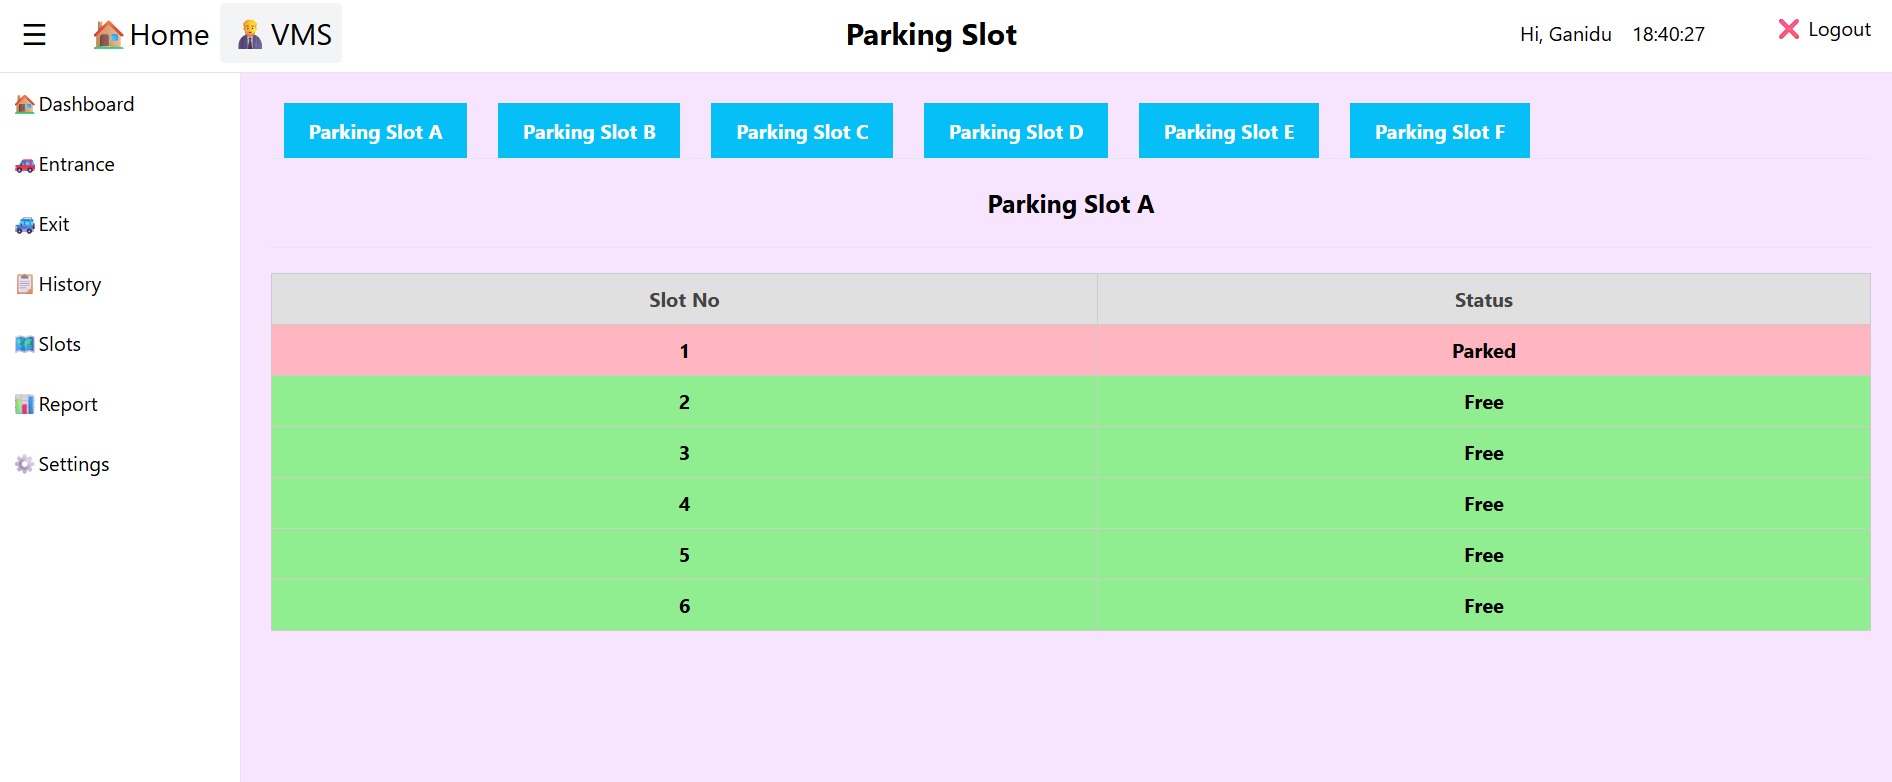 ☰ Home VMS Parking Slot Hi, Ganidu 18:40:27 Logout
Dashboard
Entrance
Exit
History
Slots
Report
Settings
Parking Slot A Parking Slot B Parking Slot C Parking Slot D Parking Slot E Parking Slot F
Parking Slot A
Slot No Status
1 Parked
2 Free
3 Free
4 Free
5 Free
6 Free